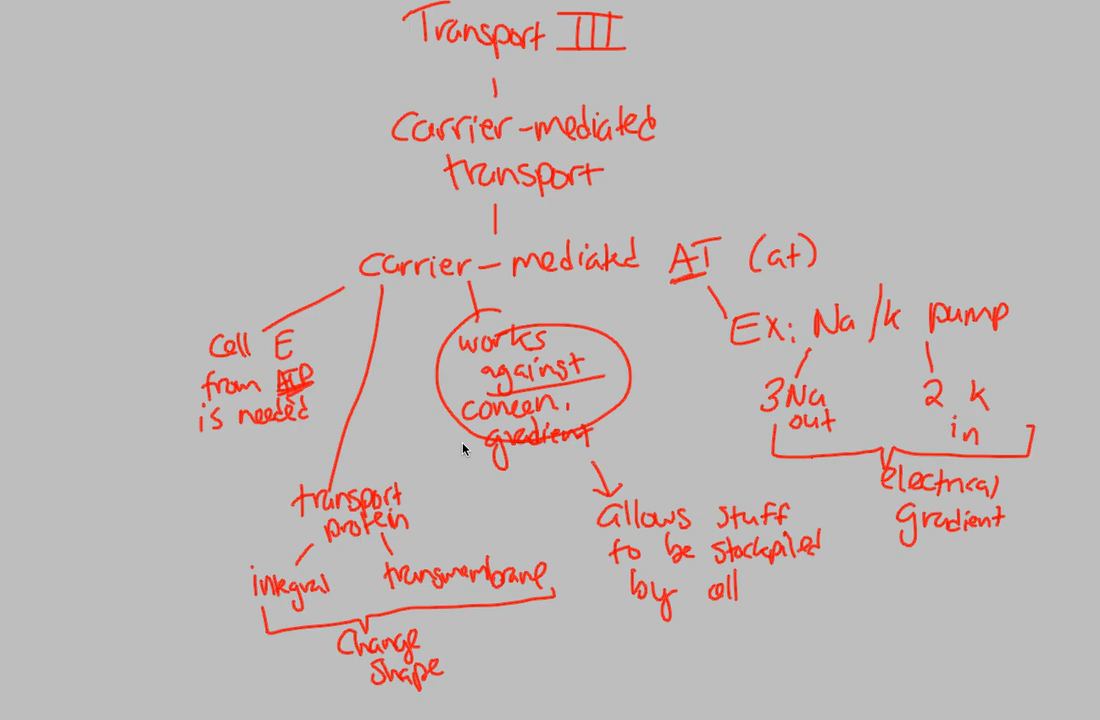 Transport III
Carrier-mediated
transport
Carrier-mediated AT (at)
Cell E
from ATP
is needed
works
against
concen.
gradient
Ex: Na/k pump
3Na
out
2 k
in
electrical
gradient
transport
protein
integral
transmembrane
Change
Shape
allows stuff
to be stockpiled
by cell